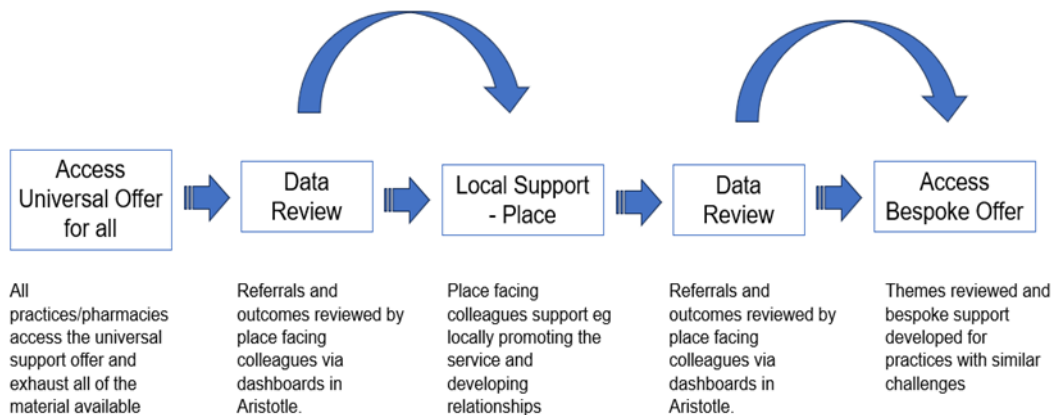 Access
Universal Offer
for all
Data
Review
Local Support
- Place
Data
Review
Access
Bespoke Offer
All
practices/pharmacies
access the universal
support offer and
exhaust all of the
material available
Referrals and
outcomes reviewed by
place facing
colleagues via
dashboards in
Aristotle.
Place facing
colleagues support eg
locally promoting the
service and
developing
relationships
Referrals and
outcomes reviewed by
place facing
colleagues via
dashboards in
Aristotle.
Themes reviewed and
bespoke support
developed for
practices with similar
challenges